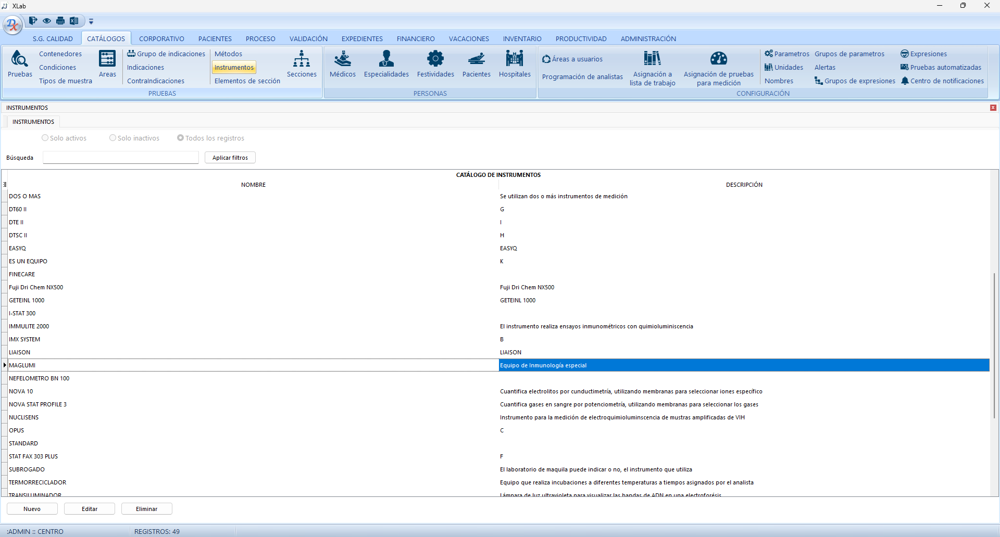 XLab
S.G. CALIDAD CATÁLOGOS CORPORATIVO PACIENTES PROCESO VALIDACIÓN EXPEDIENTES FINANCIERO VACACIONES INVENTARIO PRODUCTIVIDAD ADMINISTRACIÓN
Pruebas
Contenedores
Condiciones
Tipos de muestra
Areas
Grupo de indicaciones
Indicaciones
ContraIndicaciones
Métodos
Instrumentos
Elementos de sección
Secciones
PRUEBAS
Médicos
Especialidades
Festividades
Pacientes
Hospitales
PERSONAS
Áreas a usuarios
Programación de analistas
Asignación a
lista de trabajo
Asignación de pruebas
para medición
Parametros
Unidades
Nombres
Grupos de parametros
Alertas
Grupos de expresiones
Expresiones
Pruebas automatizadas
Centro de notificaciones
CONFIGURACIÓN
INSTRUMENTOS
INSTRUMENTOS
Solo activos Solo inactivos Todos los registros
Búsqueda Aplicar filtros
CATÁLOGO DE INSTRUMENTOS
NOMBRE DESCRIPCIÓN
DOS O MAS Se utilizan dos o más instrumentos de medición
DT60 II G
DTE II I
DTSC II H
EASYQ EASYQ
ES UN EQUIPO K
FINECARE
Fuji Dri Chem NX500 Fuji Dri Chem NX500
GETEINL 1000 GETEINL 1000
I-STAT 300
IMMULITE 2000 El instrumento realiza ensayos inmunométricos con quimioluminiscencia
IMX SYSTEM B
LIAISON LIAISON
MAGLUMI Equipo de Inmunología especial
NEFELOMETRO BN 100
NOVA 10 Cuantifica electrolitos por cunductimetría, utilizando membranas para seleccionar iones específico
NOVA STAT PROFILE 3 Cuantifica gases en sangre por potenciometría, utilizando membranas para seleccionar los gases
NUCLISENS Instrumento para la medición de electroquimioluminscencia de mustras amplificadas de VIH
OPUS C
STANDARD
STAT FAX 303 PLUS F
SUBROGADO El laboratorio de maquila puede indicar o no, el instrumento que utiliza
TERMORRECICLADOR Equipo que realiza incubaciones a diferentes temperaturas a tiempos asignados por el analista
TRANSILUMINADOR Lámpara de luz ultravioleta para visualizar las bandas de ADN en una electroforésis
Nuevo Editar Eliminar
:ADMIN :: CENTRO REGISTROS: 49